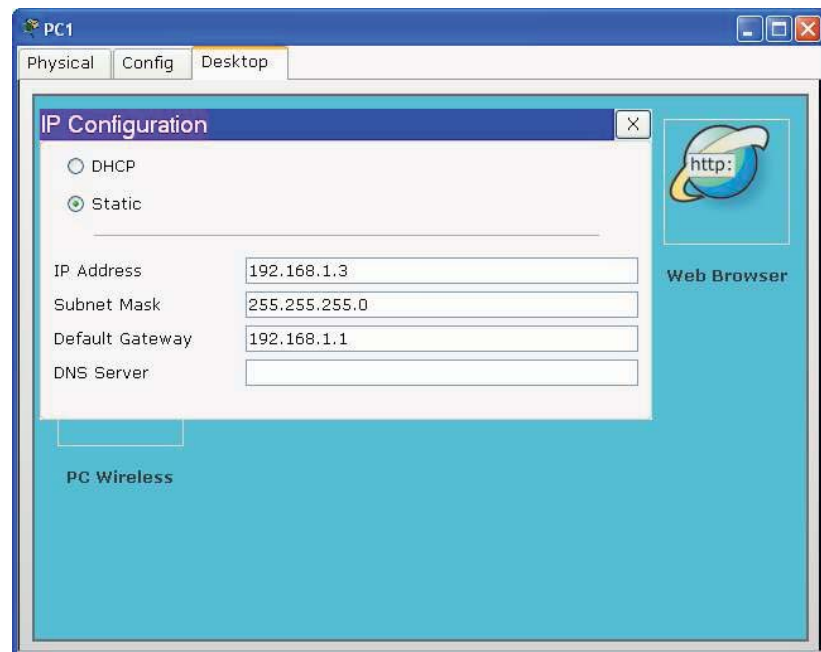 PC1
Physical Config Desktop
IP Configuration X
DHCP
http:
Static
IP Address 192.168.1.3
Web Browser
Subnet Mask 255.255.255.0
Default Gateway 192.168.1.1
DNS Server
PC Wireless